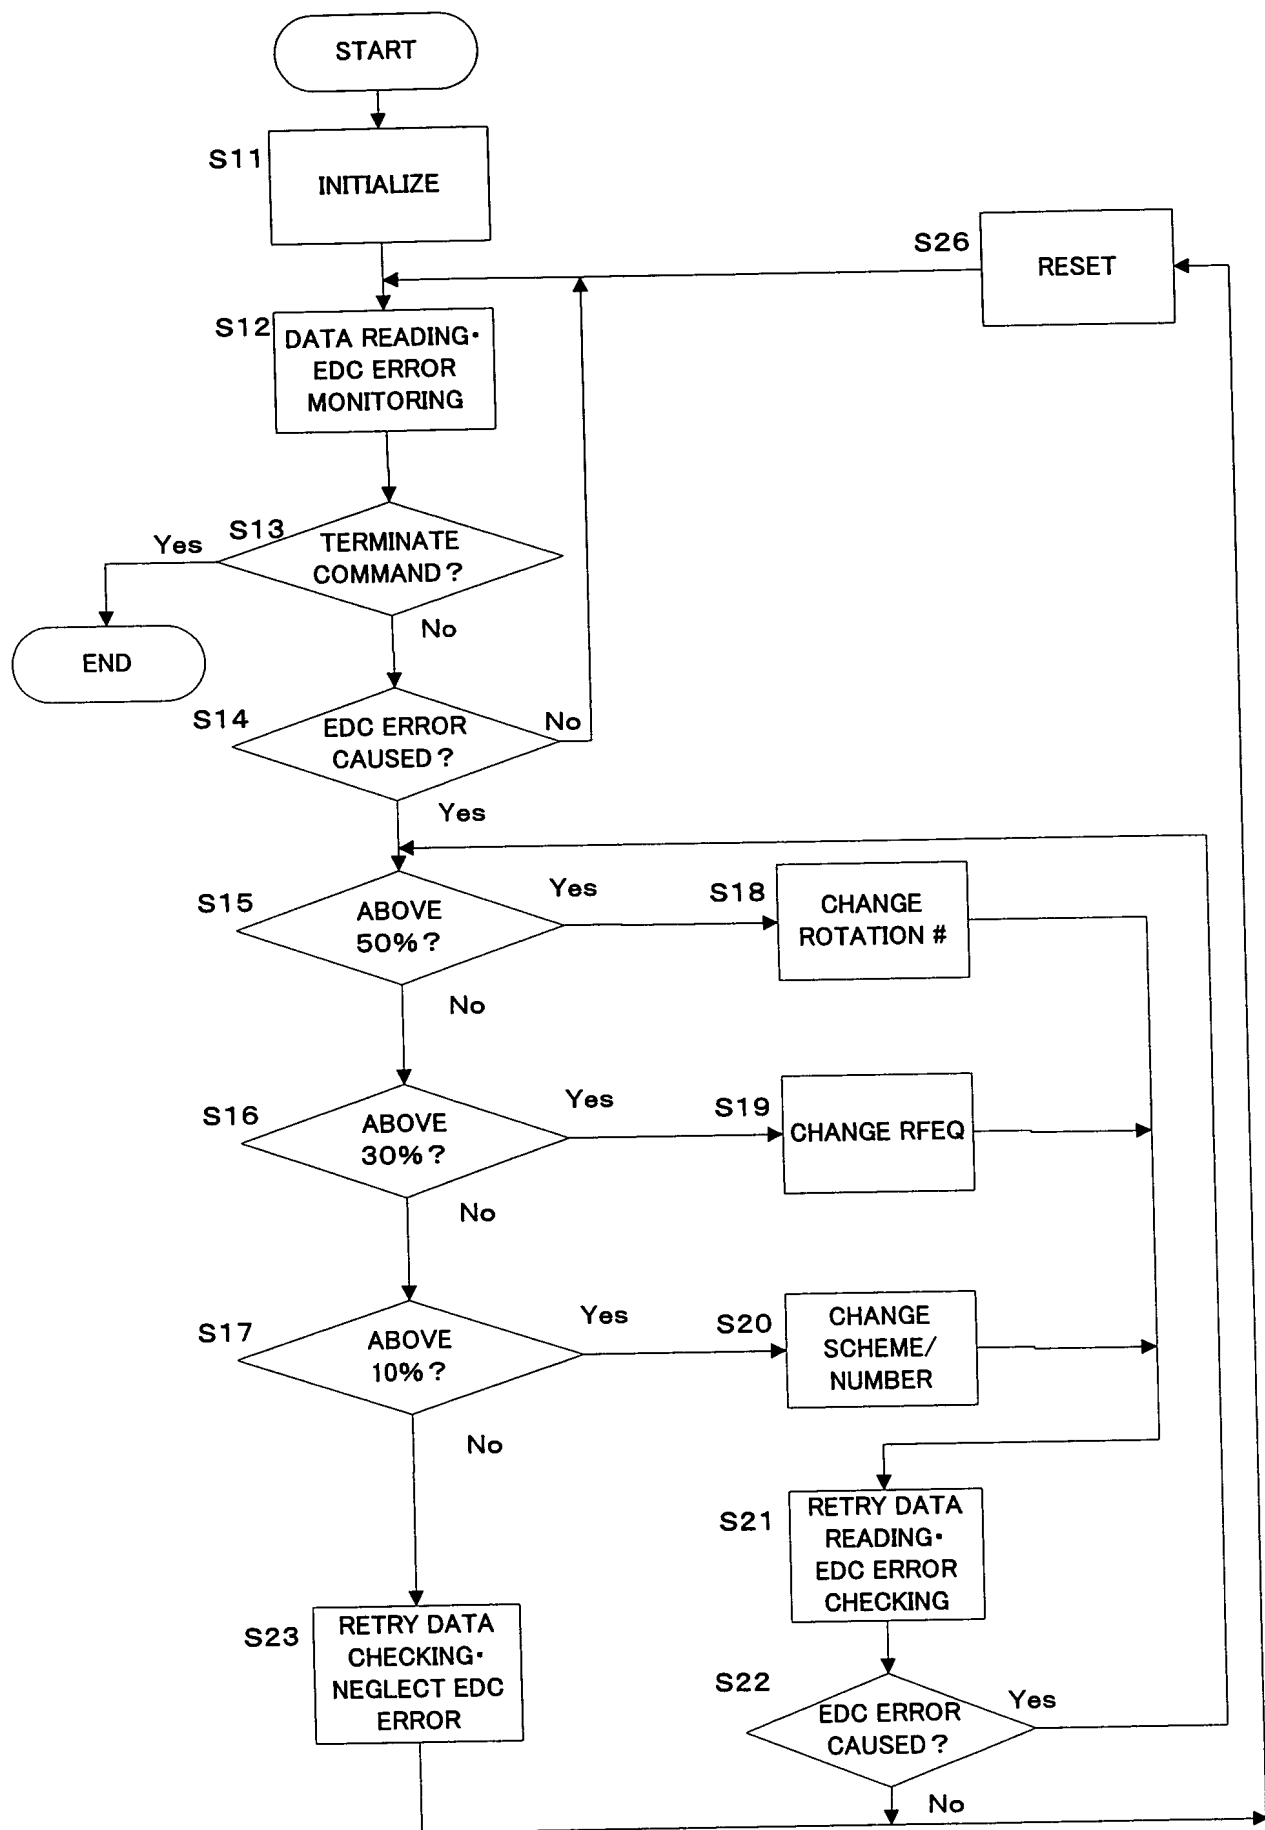 START
S11
INITIALIZE
S26
RESET
S12
DATA READING・
EDC ERROR
MONITORING
S13
Yes
TERMINATE
COMMAND?
No
END
S14
EDC ERROR
CAUSED?
No
Yes
S15
ABOVE
50%?
Yes
S18
CHANGE
ROTATION #
No
S16
ABOVE
30%?
Yes
S19
CHANGE RFEQ
No
S17
ABOVE
10%?
Yes
S20
CHANGE
SCHEME/
NUMBER
No
S21
RETRY DATA
READING・
EDC ERROR
CHECKING
S23
RETRY DATA
CHECKING・
NEGLECT EDC
ERROR
S22
EDC ERROR
CAUSED?
Yes
No